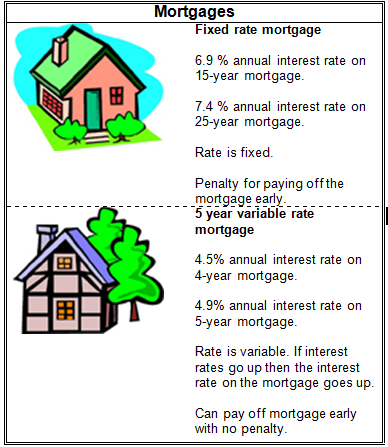 Mortgages
Fixed rate mortgage
6.9 % annual interest rate on
15-year mortgage.
7.4 % annual interest rate on
25-year mortgage.
Rate is fixed.
Penalty for paying off the
mortgage early.
5 year variable rate
mortgage
4.5% annual interest rate on
4-year mortgage.
4.9% annual interest rate on
5-year mortgage.
Rate is variable. If interest
rates go up then the interest
rate on the mortgage goes up.
Can pay off mortgage early
with no penalty.